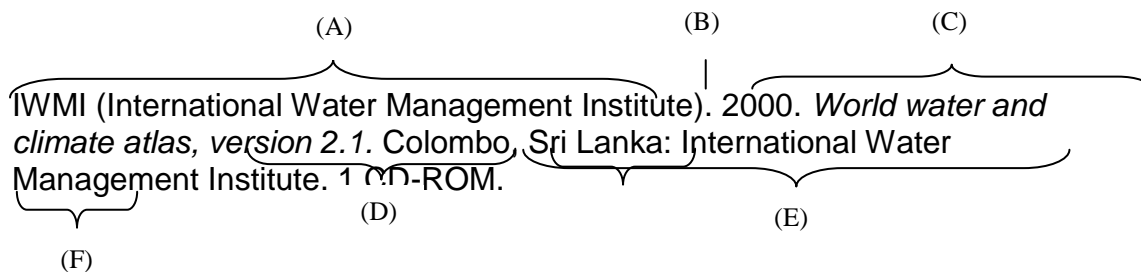 (A) (B) (C)
IWMI (International Water Management Institute). 2000. World water and
climate atlas, version 2.1. Colombo, Sri Lanka: International Water
Management Institute. 1 CD-ROM.
(D) (E)
(F)